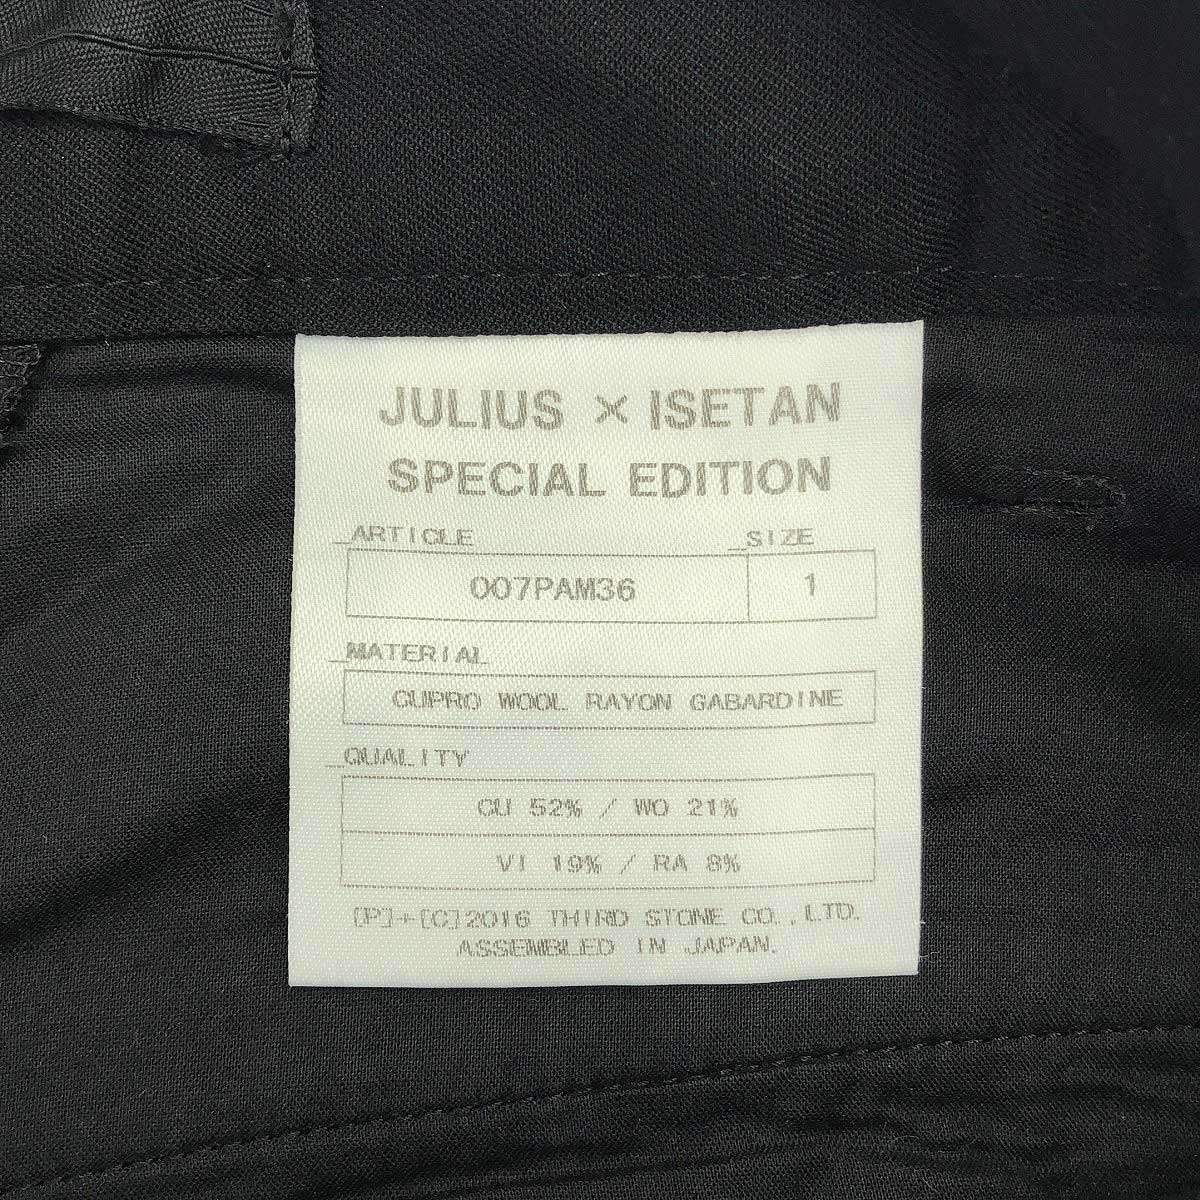 JULIUS × ISETAN
SPECIAL EDITION
_ARTICLE _SIZE
007PAM36 1
_MATERIAL
CUPRO WOOL RAYON GABARDINE
_QUALITY
CU 52% / WO 21%
VI 19% / RA 8%
[P]+[C]2016 THIRD STONE CO.,LTD.
ASSEMBLED IN JAPAN.